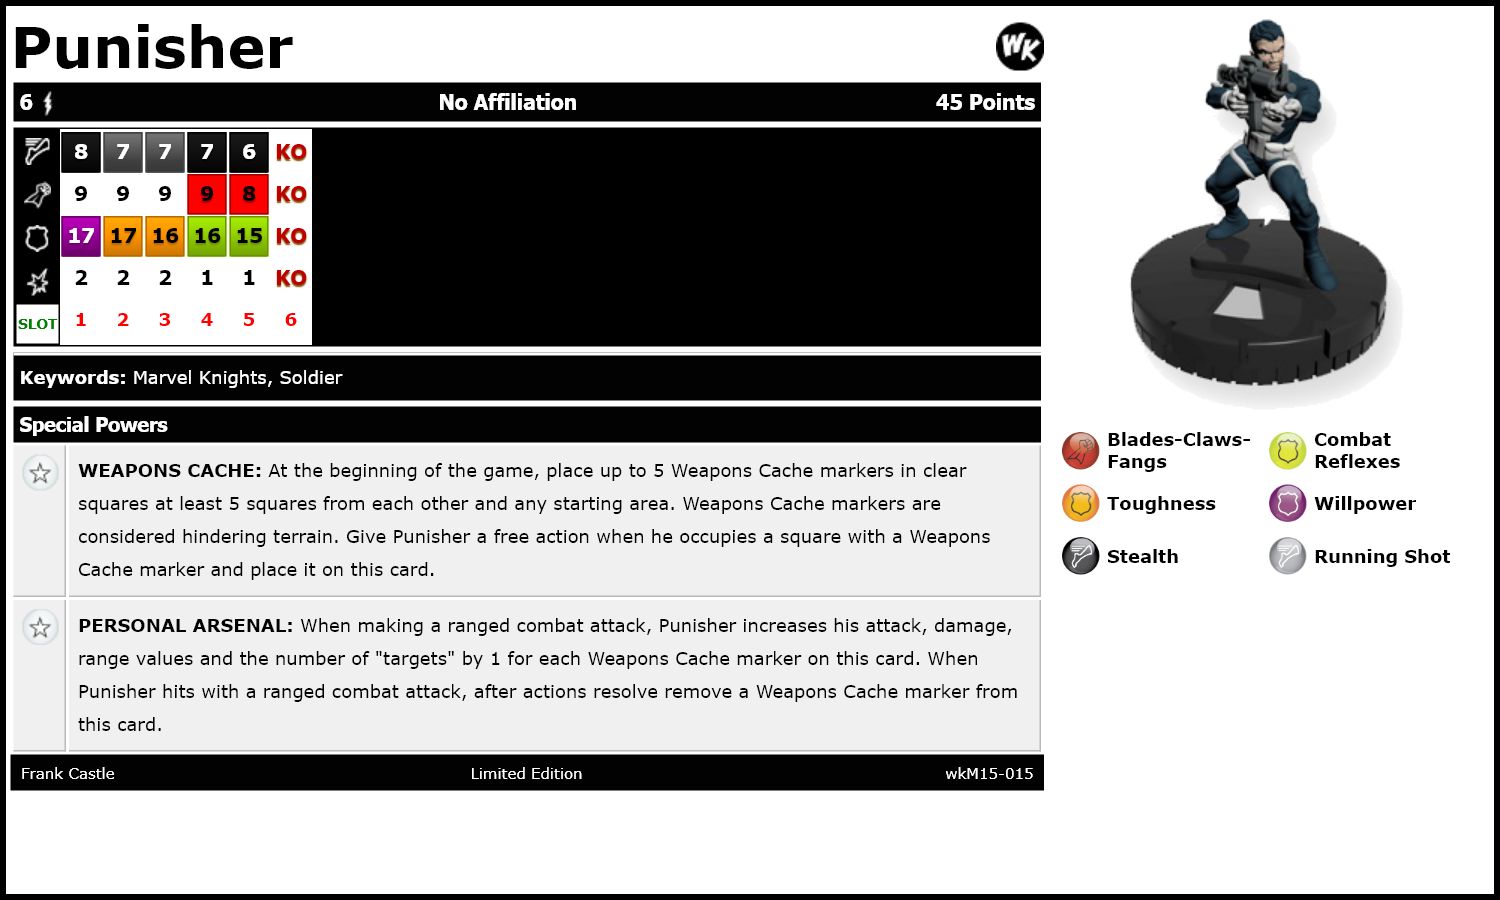 Punisher
WK
6 No Affiliation 45 Points
8 7 7 7 6 KO
9 9 9 9 8 KO
17 17 16 16 15 KO
2 2 2 1 1 KO
SLOT 1 2 3 4 5 6
Keywords: Marvel Knights, Soldier
Special Powers
WEAPONS CACHE: At the beginning of the game, place up to 5 Weapons Cache markers in clear
squares at least 5 squares from each other and any starting area. Weapons Cache markers are
considered hindering terrain. Give Punisher a free action when he occupies a square with a Weapons
Cache marker and place it on this card.
PERSONAL ARSENAL: When making a ranged combat attack, Punisher increases his attack, damage,
range values and the number of "targets" by 1 for each Weapons Cache marker on this card. When
Punisher hits with a ranged combat attack, after actions resolve remove a Weapons Cache marker from
this card.
Frank Castle Limited Edition wkM15-015
Blades-Claws-
Fangs
Combat
Reflexes
Toughness
Willpower
Stealth
Running Shot